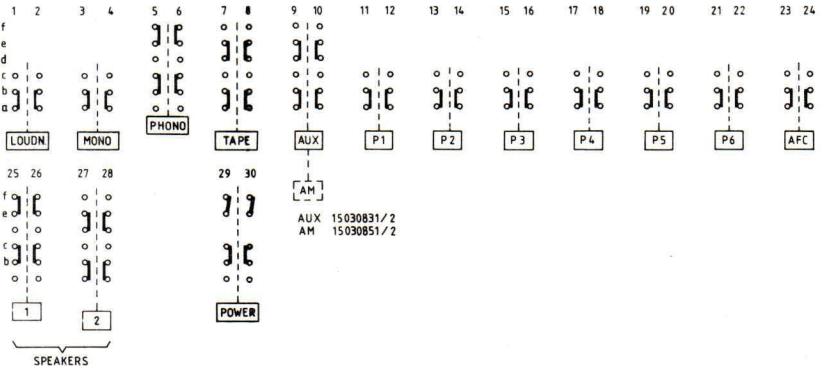 1 2 3 4 5 6 7 8 9 10 11 12 13 14 15 16 17 18 19 20 21 22 23 24
f
e
d
c
b
a
LOUDN. MONO PHONO TAPE AUX P1 P2 P3 P4 P5 P6 AFC
25 26 27 28 29 30
AM
f
e
AUX 15030831/2
AM 15030851/2
c
b
1 2 POWER
SPEAKERS